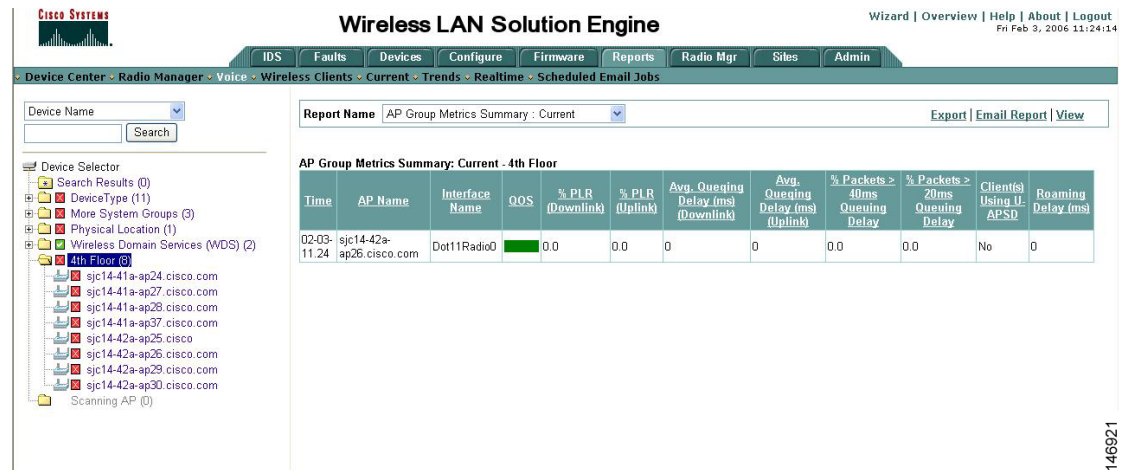 CISCO SYSTEMS
Wireless LAN Solution Engine
Wizard | Overview | Help | About | Logout
Fri Feb 3, 2006 11:24:14
IDS Faults Devices Configure Firmware Reports Radio Mgr Sites Admin
Device Center Radio Manager Voice Wireless Clients Current Trends Realtime Scheduled Email Jobs
Device Name
Search
Device Selector
Search Results (0)
DeviceType (11)
More System Groups (3)
Physical Location (1)
Wireless Domain Services (WDS) (2)
4th Floor (8)
sjc14-41a-ap24.cisco.com
sjc14-41a-ap27.cisco.com
sjc14-41a-ap28.cisco.com
sjc14-41a-ap37.cisco.com
sjc14-42a-ap25.cisco
sjc14-42a-ap26.cisco.com
sjc14-42a-ap29.cisco.com
sjc14-42a-ap30.cisco.com
Scanning AP (0)
Report Name AP Group Metrics Summary : Current
Export | Email Report | View
AP Group Metrics Summary: Current - 4th Floor
Time
AP Name
Interface
Name
QOS
% PLR
(Downlink)
% PLR
(Uplink)
Avg. Queqing
Delay (ms)
(Downlink)
Avg.
Queqing
Delay (ms)
(Uplink)
% Packets >
40ms
Queuing
Delay
% Packets >
20ms
Queuing
Delay
Client(s)
Using U-
APSD
Roaming
Delay (ms)
02-03-
11.24
sjc14-42a-
ap26.cisco.com
Dot11Radio0
0.0
0.0
0
0
0.0
0.0
No
0
146921